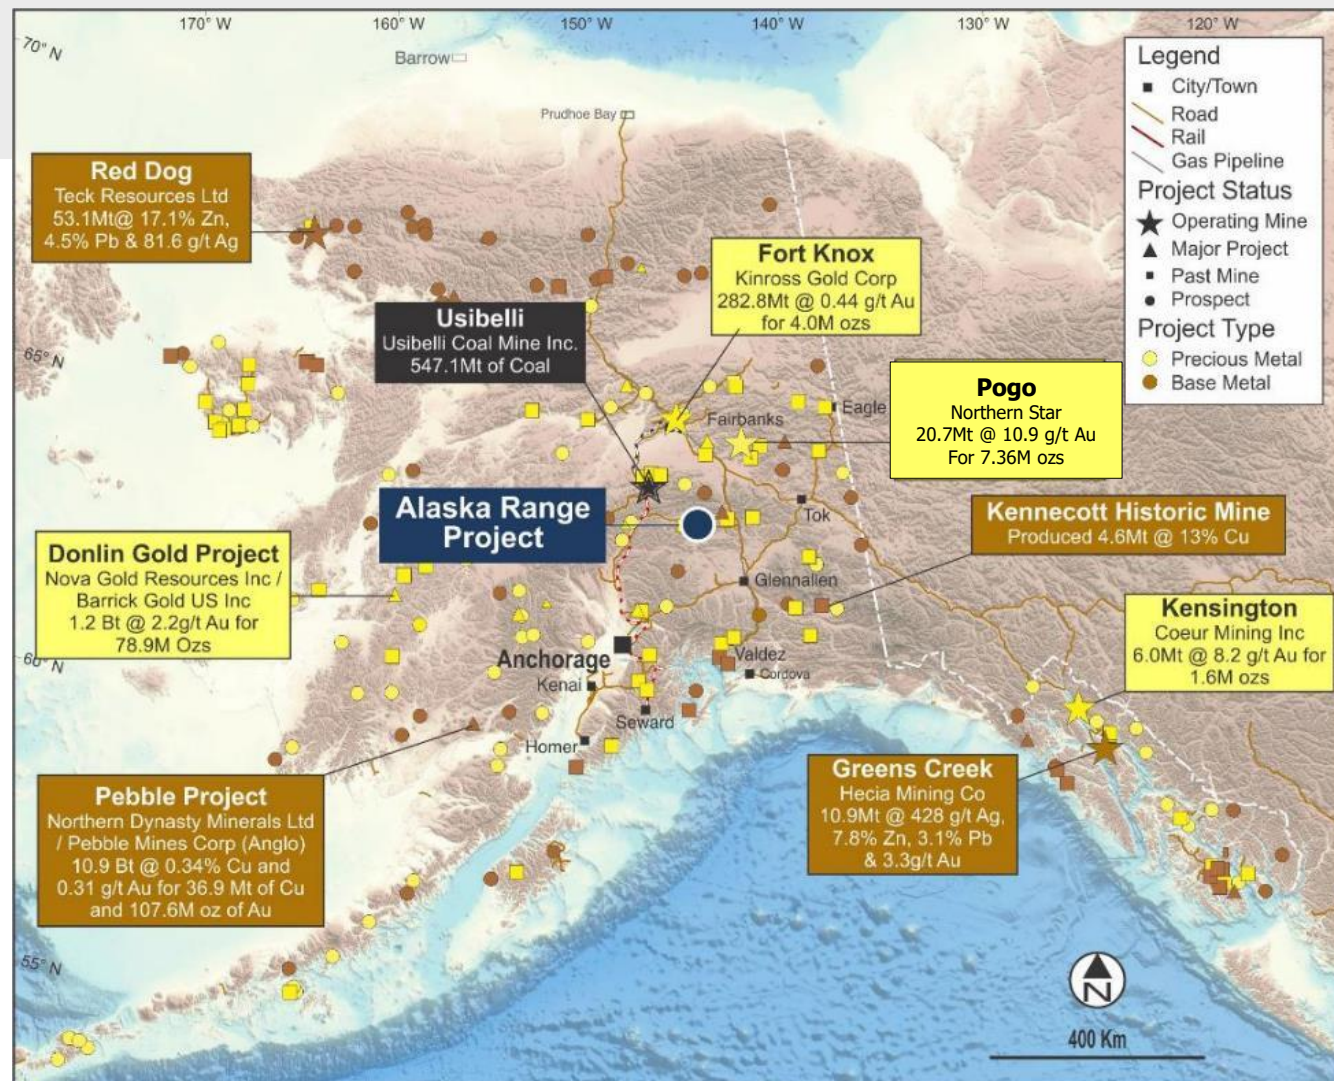 170° W
160° W
150° W
140° W
130° W
120° W
70° N
65° N
60° N
55° N
Barrow
Prudhoe Bay
Legend
City/Town
Road
Rail
Gas Pipeline
Project Status
Operating Mine
Major Project
Past Mine
Prospect
Project Type
Precious Metal
Base Metal
Red Dog
Teck Resources Ltd
53.1Mt@ 17.1% Zn,
4.5% Pb & 81.6 g/t Ag
Fort Knox
Kinross Gold Corp
282.8Mt @ 0.44 g/t Au
for 4.0M ozs
Usibelli
Usibelli Coal Mine Inc.
547.1Mt of Coal
Pogo
Northern Star
20.7Mt @ 10.9 g/t Au
For 7.36M ozs
Fairbanks
Eagle
Alaska Range
Project
Tok
Kennecott Historic Mine
Produced 4.6Mt @ 13% Cu
Donlin Gold Project
Nova Gold Resources Inc /
Barrick Gold US Inc
1.2 Bt @ 2.2g/t Au for
78.9M Ozs
Glennallen
Kensington
Coeur Mining Inc
6.0Mt @ 8.2 g/t Au for
1.6M ozs
Anchorage
Valdez
Cordova
Kenai
Seward
Homer
Pebble Project
Northern Dynasty Minerals Ltd
/ Pebble Mines Corp (Anglo)
10.9 Bt @ 0.34% Cu and
0.31 g/t Au for 36.9 Mt of Cu
and 107.6M oz of Au
Greens Creek
Hecia Mining Co
10.9Mt @ 428 g/t Ag,
7.8% Zn, 3.1% Pb
& 3.3g/t Au
N
400 Km